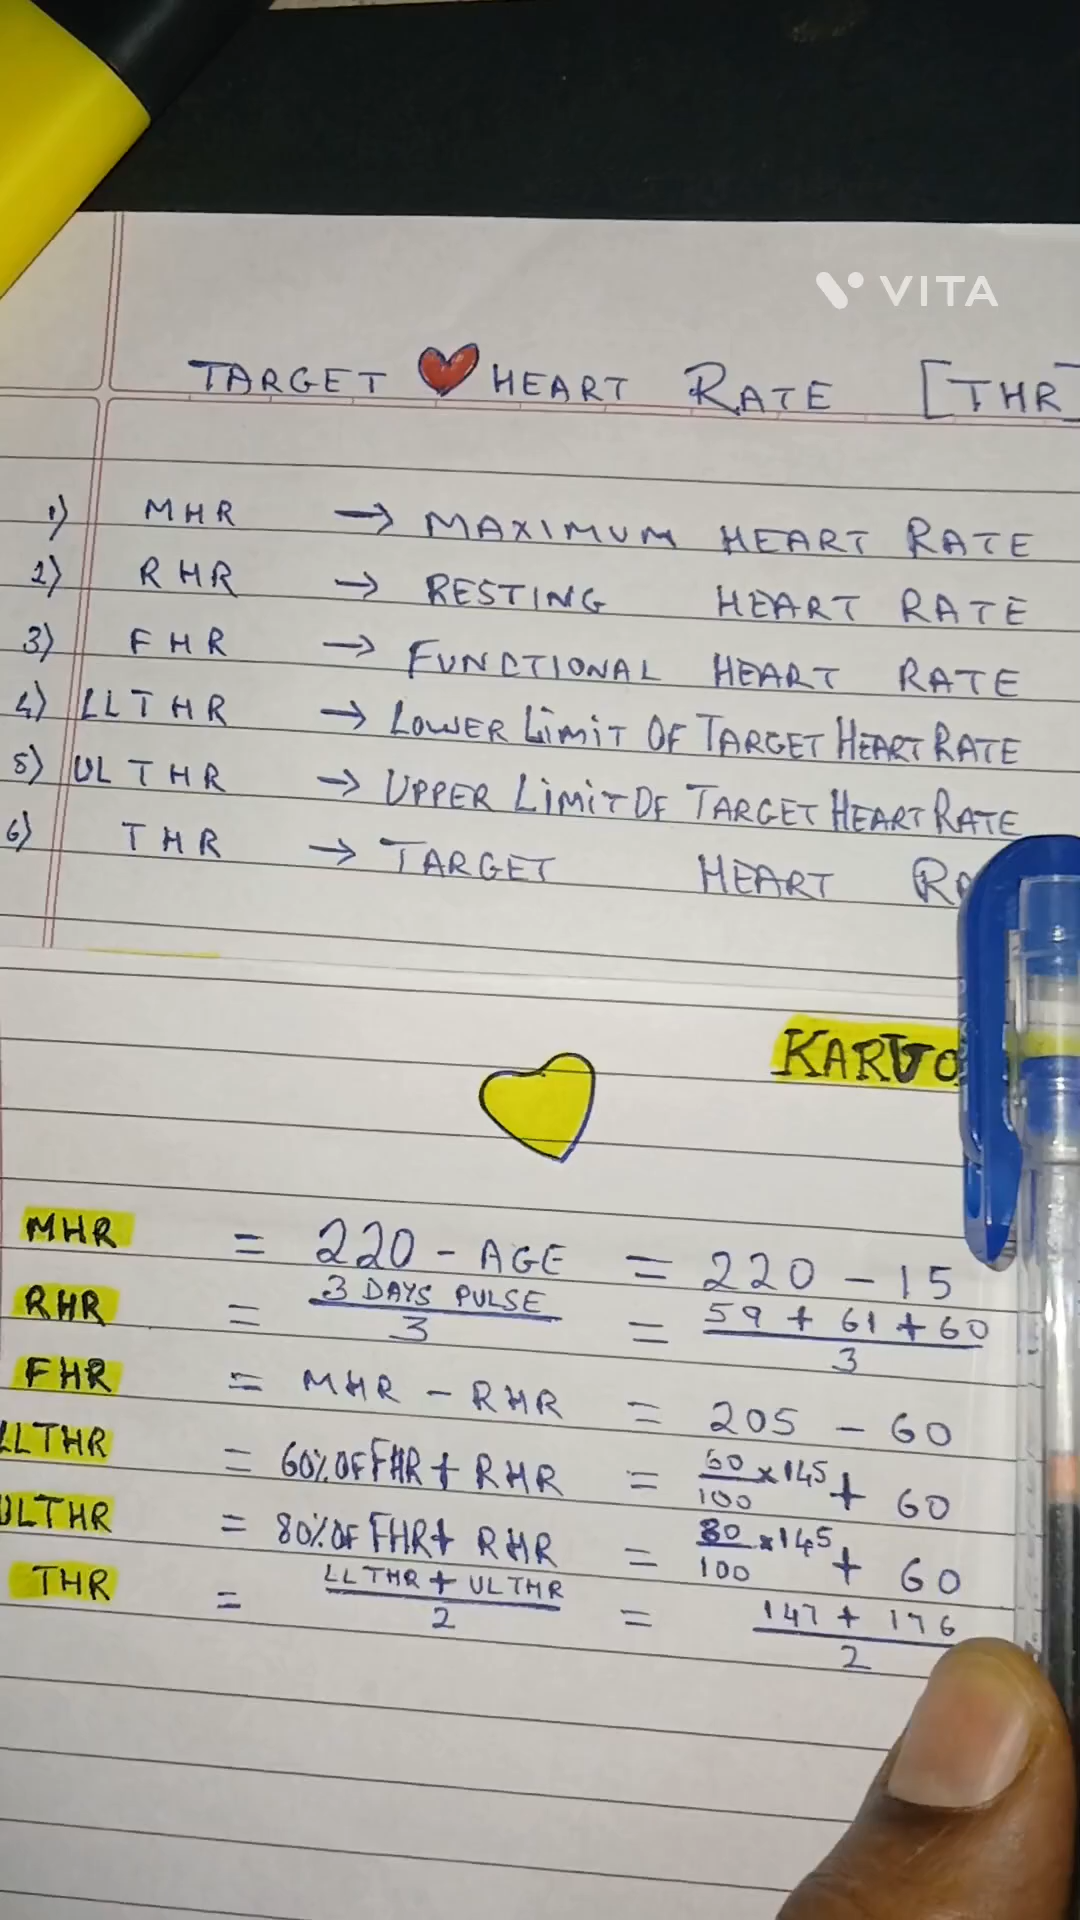 VITA
TARGET HEART RATE [THR]
1) MHR → MAXIMUM HEART RATE
2) RHR → RESTING HEART RATE
3) FHR → FUNCTIONAL HEART RATE
4) LLTHR → LOWER LIMIT OF TARGET HEART RATE
5) ULTHR → UPPER LIMIT OF TARGET HEART RATE
6) THR → TARGET HEART RA
KARVO
MHR = 220 - AGE = 220 - 15
RHR = 3 DAYS PULSE / 3 = 59 + 61 + 60 / 3
FHR = MHR - RHR = 205 - 60
LLTHR = 60% OF FHR + RHR = 60/100 × 145 + 60
ULTHR = 80% OF FHR + RHR = 80/100 × 145 + 60
THR = LLTHR + ULTHR / 2 = 147 + 176 / 2